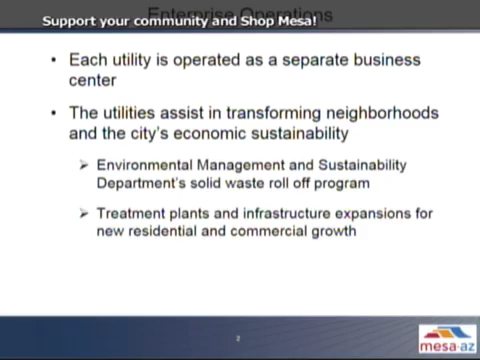 Enterprise Operations
Support your community and Shop Mesa!
• Each utility is operated as a separate business
center
• The utilities assist in transforming neighborhoods
and the city's economic sustainability
➢ Environmental Management and Sustainability
Department's solid waste roll off program
➢ Treatment plants and infrastructure expansions for
new residential and commercial growth
2
mesa·az